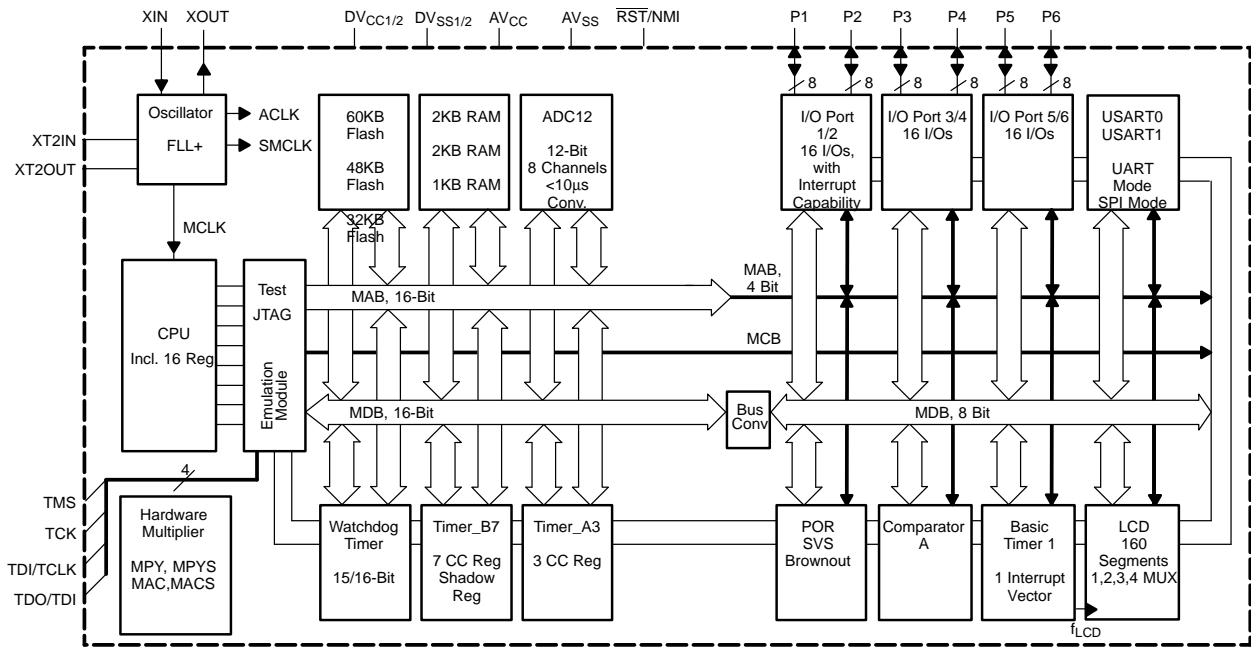 XIN
XOUT
DVCC1/2
DVSS1/2
AVCC
AVSS
RST/NMI
P1
P2
P3
P4
P5
P6
8
8
8
8
8
8
Oscillator
FLL+
ACLK
SMCLK
XT2IN
XT2OUT
MCLK
60KB
Flash
48KB
Flash
32KB
Flash
2KB RAM
2KB RAM
1KB RAM
ADC12
12-Bit
8 Channels
<10µs
Conv.
I/O Port
1/2
16 I/Os,
with
Interrupt
Capability
I/O Port 3/4
16 I/Os
I/O Port 5/6
16 I/Os
USART0
USART1
UART
Mode
SPI Mode
CPU
Incl. 16 Reg
Test
JTAG
Emulation
Module
MAB, 16-Bit
MAB,
4 Bit
MCB
MDB, 16-Bit
Bus
Conv
MDB, 8 Bit
4
TMS
TCK
TDI/TCLK
TDO/TDI
Hardware
Multiplier
MPY, MPYS
MAC,MACS
Watchdog
Timer
15/16-Bit
Timer_B7
7 CC Reg
Shadow
Reg
Timer_A3
3 CC Reg
POR
SVS
Brownout
Comparator
A
Basic
Timer 1
1 Interrupt
Vector
fLCD
LCD
160
Segments
1,2,3,4 MUX